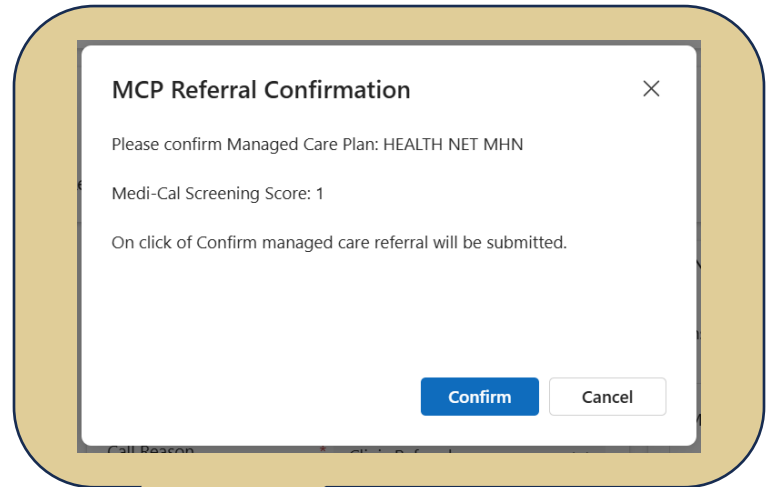 MCP Referral Confirmation
Please confirm Managed Care Plan: HEALTH NET MHN
Medi-Cal Screening Score: 1
On click of Confirm managed care referral will be submitted.
Confirm Cancel
Call Reason *